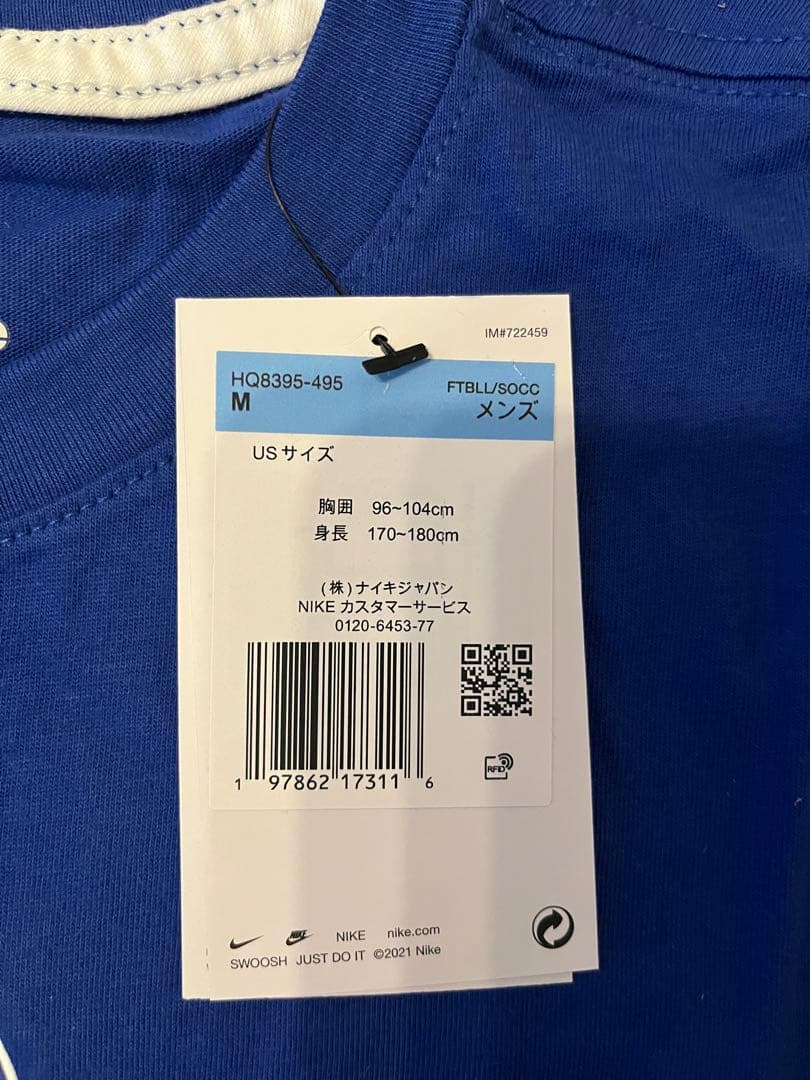 IM#722459
HQ8395-495
M
FTBLL/SOCC
メンズ
US サイズ
胸囲 96~104cm
身長 170~180cm
(株)ナイキジャパン
NIKE カスタマーサービス
0120-6453-77
1 97862 17311 6
RFID
NIKE
NIKE nike.com
SWOOSH JUST DO IT ©2021 Nike